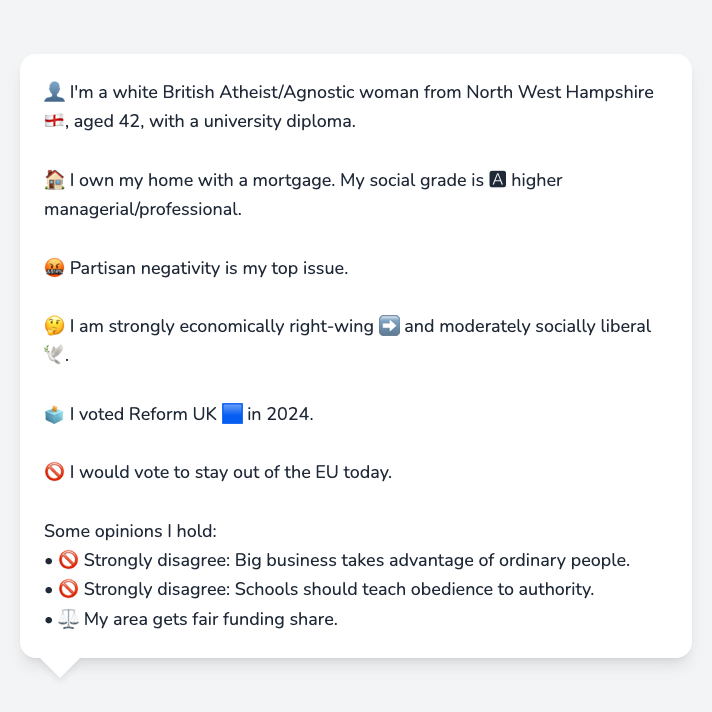 👤 I'm a white British Atheist/Agnostic woman from North West Hampshire
🏴󠁧󠁢󠁥󠁮󠁧󠁿, aged 42, with a university diploma.
🏠 I own my home with a mortgage. My social grade is 🅰 higher
managerial/professional.
🤬 Partisan negativity is my top issue.
🤔 I am strongly economically right-wing ➡️ and moderately socially liberal
🕊️.
🗳️ I voted Reform UK 🟦 in 2024.
🚫 I would vote to stay out of the EU today.
Some opinions I hold:
• 🚫 Strongly disagree: Big business takes advantage of ordinary people.
• 🚫 Strongly disagree: Schools should teach obedience to authority.
• ⚖️ My area gets fair funding share.